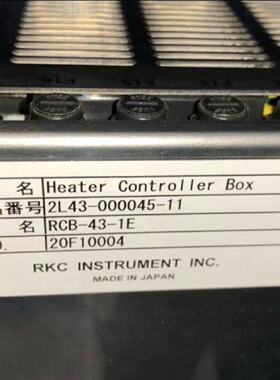 名 Heater Controller Box
番号 2L43-000045-11
名 RCB-43-1E
O. 20F10004
RKC INSTRUMENT INC.
MADE IN JAPAN